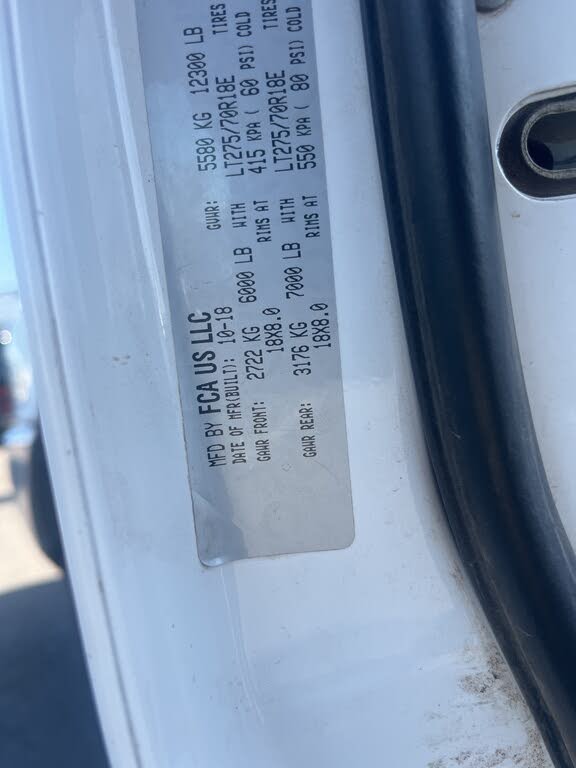 MFD BY FCA US LLC
DATE OF MFR(BUILT): 10-18 GVWR: 5580 KG 12300 LB
GAWR FRONT: 2722 KG 6000 LB WITH LT275/70R18E TIRES
18X8.0 RIMS AT 415 KPA ( 60 PSI) COLD
GAWR REAR: 3176 KG 7000 LB WITH LT275/70R18E TIRES
18X8.0 RIMS AT 550 KPA ( 80 PSI) COLD